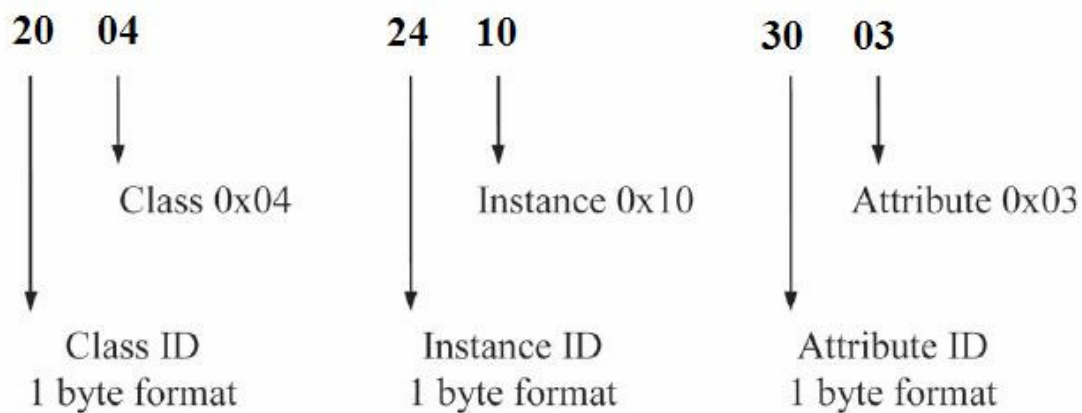 20 04 24 10 30 03
Class 0x04 Instance 0x10 Attribute 0x03
Class ID Instance ID Attribute ID
1 byte format 1 byte format 1 byte format